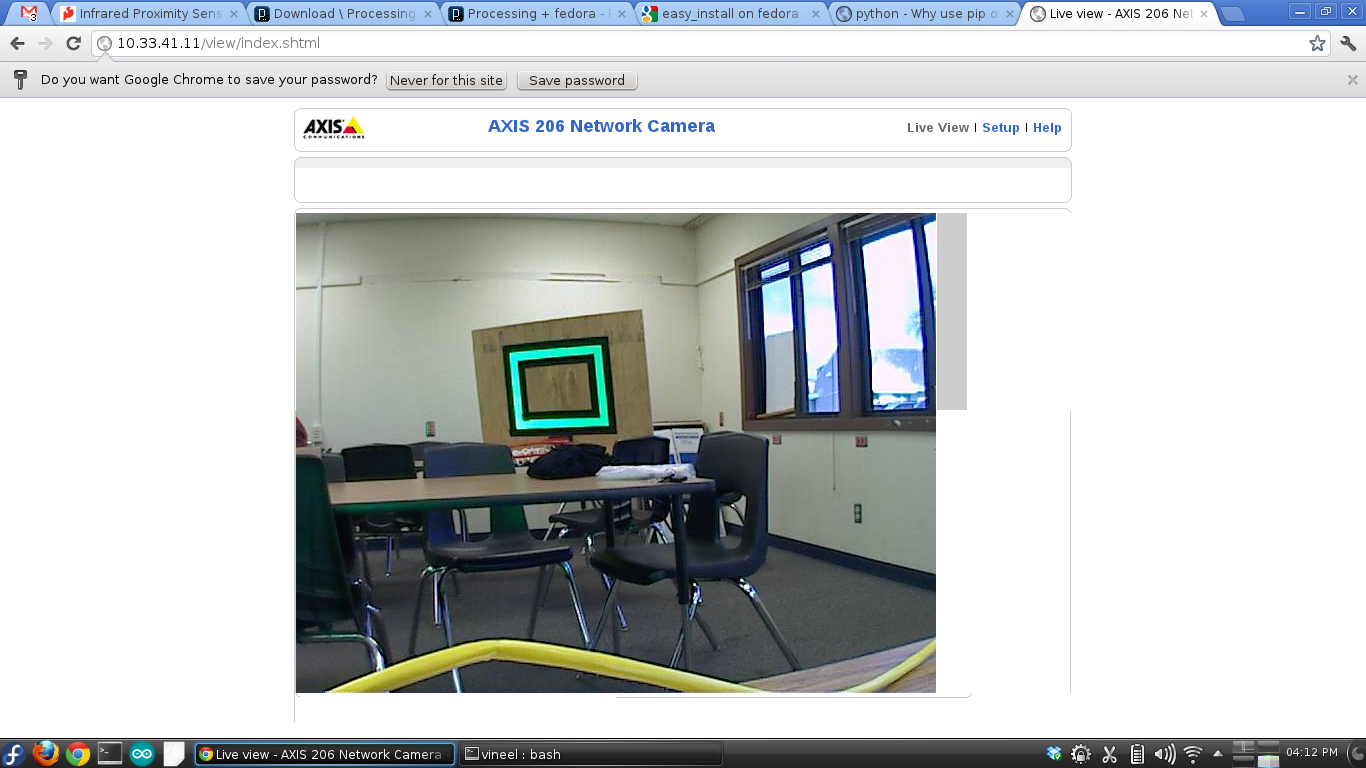 3
Infrared Proximity Sens
Download \ Processing
Processing + fedora -
easy_install on fedora
python - Why use pip o
Live view - AXIS 206 Net
10.33.41.11/view/index.shtml
Do you want Google Chrome to save your password?
Never for this site
Save password
AXIS
COMMUNICATIONS
AXIS 206 Network Camera
Live View | Setup | Help
Live view - AXIS 206 Network Camera
vineel : bash
04:12 PM